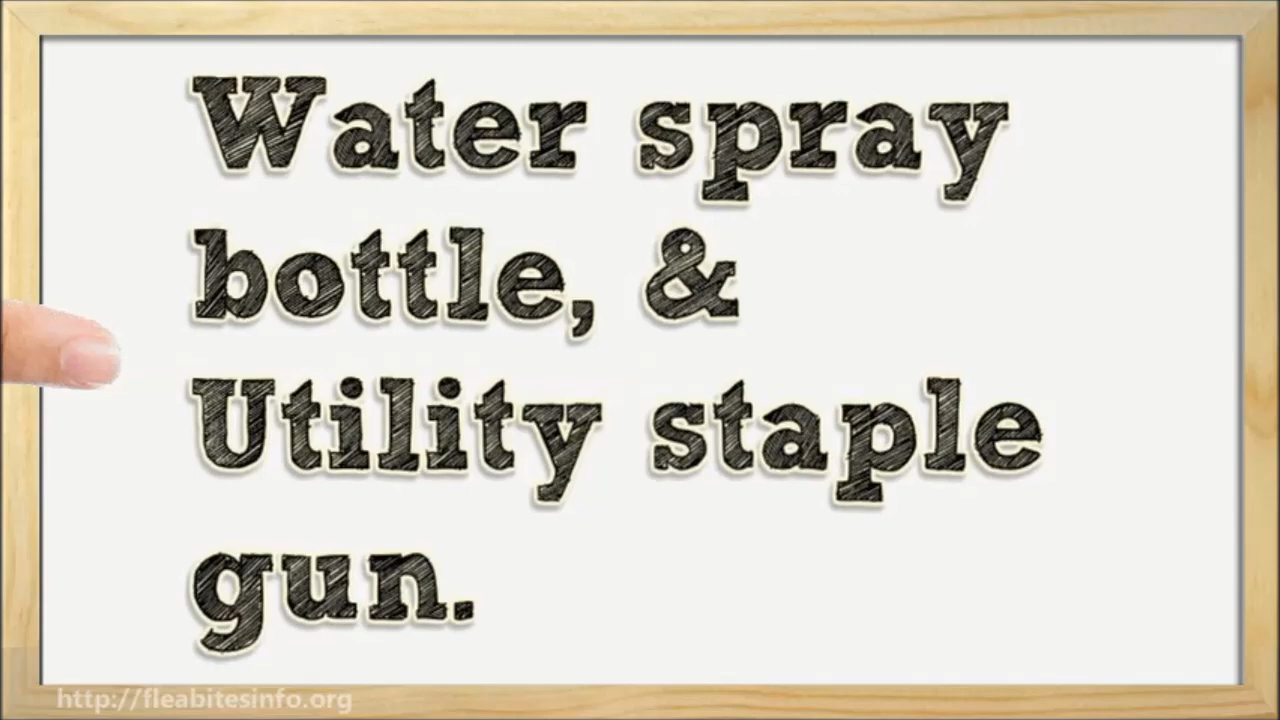 Water spray
bottle, &
Utility staple
gun.
http://fleabitesinfo.org